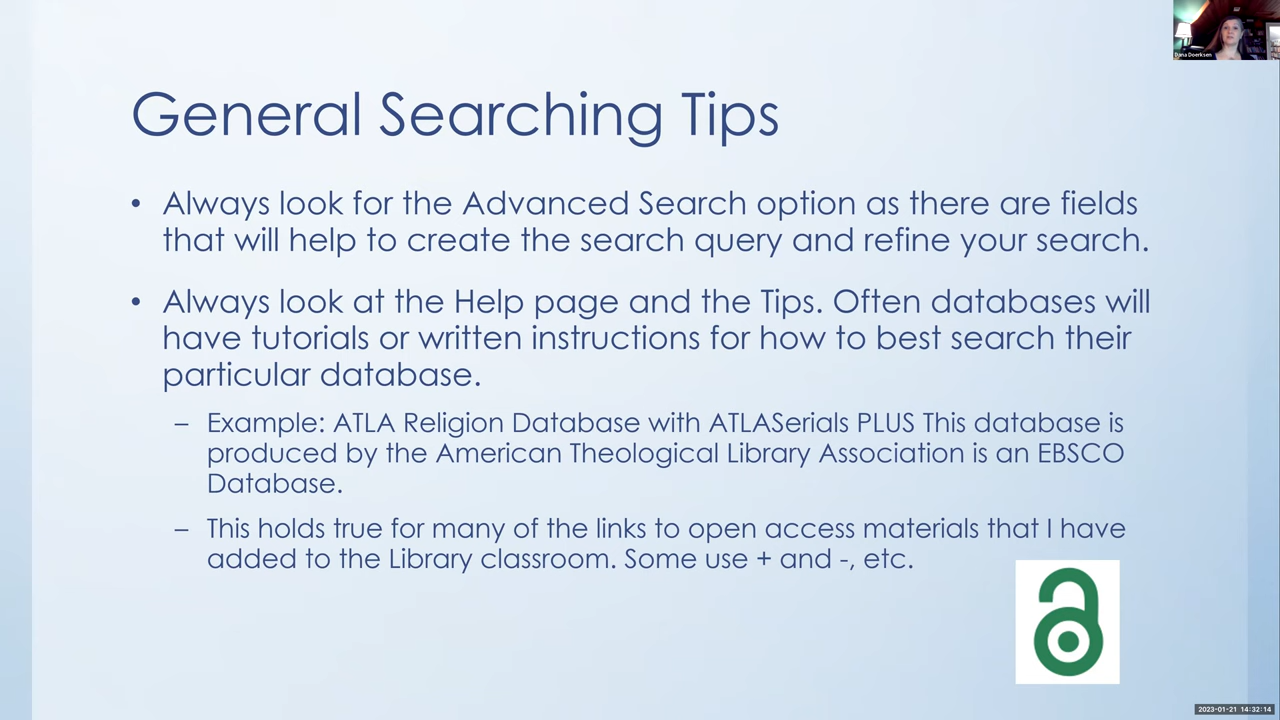 Dana Doerksen
General Searching Tips
• Always look for the Advanced Search option as there are fields
that will help to create the search query and refine your search.
• Always look at the Help page and the Tips. Often databases will
have tutorials or written instructions for how to best search their
particular database.
– Example: ATLA Religion Database with ATLASerials PLUS This database is
produced by the American Theological Library Association is an EBSCO
Database.
– This holds true for many of the links to open access materials that I have
added to the Library classroom. Some use + and -, etc.
2023-01-21 14:32:14